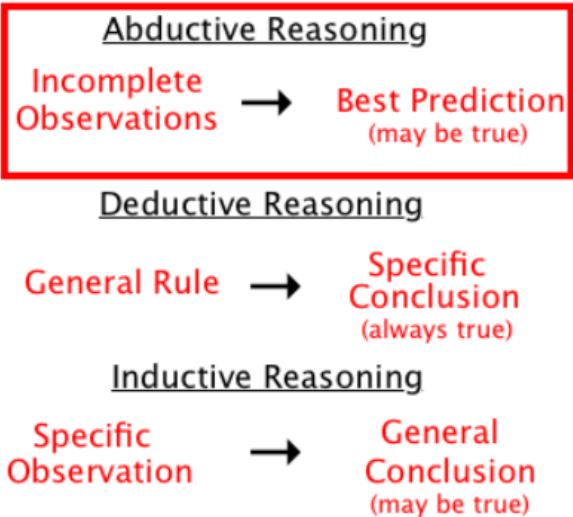 Abductive Reasoning
Incomplete
Observations
→
Best Prediction
(may be true)
Deductive Reasoning
General Rule
→
Specific
Conclusion
(always true)
Inductive Reasoning
Specific
Observation
→
General
Conclusion
(may be true)